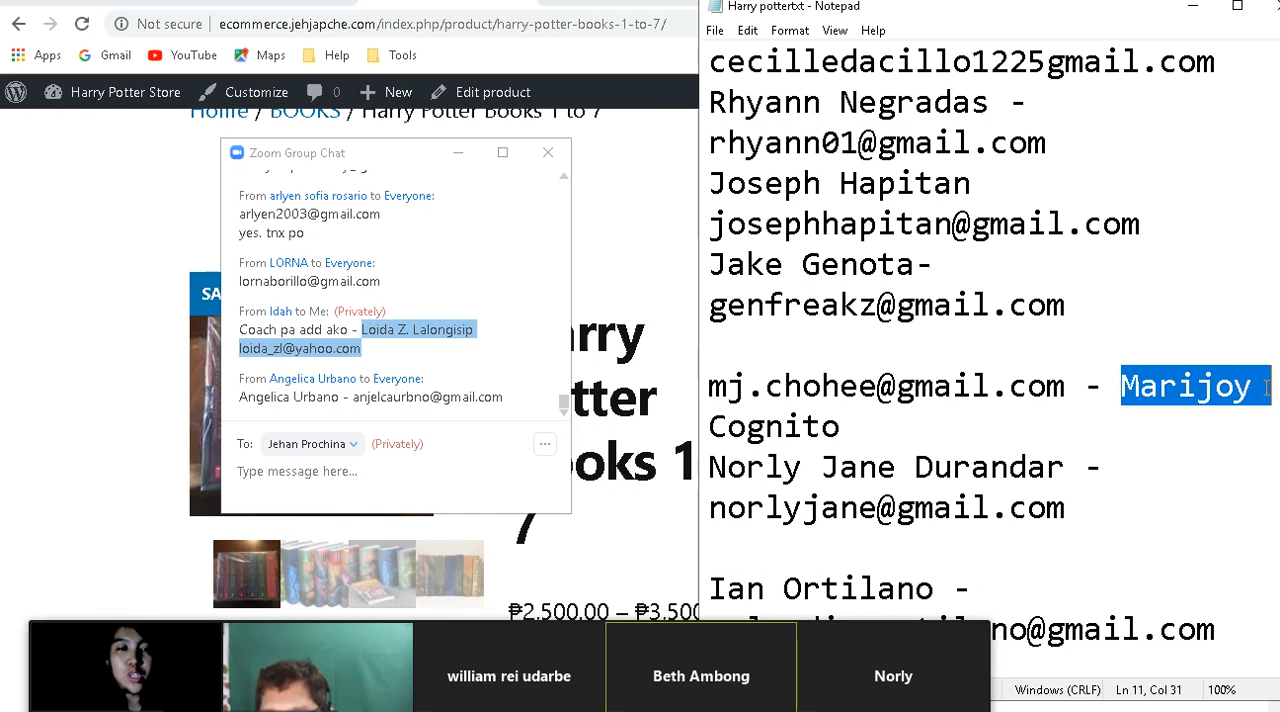 Not secure ecommerce.jehjapche.com/index.php/product/harry-potter-books-1-to-7/
Apps Gmail YouTube Maps Help Tools
Harry Potter Store Customize 0 New Edit product
Home / BOOKS / Harry Potter Books 1 to 7
Zoom Group Chat
From arlyen sofia rosario to Everyone:
arlyen2003@gmail.com
yes. tnx po
From LORNA to Everyone:
lornaborillo@gmail.com
From Idah to Me: (Privately)
Coach pa add ako - Loida Z. Lalongisip
loida_zl@yahoo.com
From Angelica Urbano to Everyone:
Angelica Urbano - anjelcaurbno@gmail.com
To: Jehan Prochina (Privately)
Type message here...
SA
arry
tter
ooks 1
7
₱2,500.00 – ₱3,500
Harry pottertxt - Notepad
File Edit Format View Help
cecilledacillo1225gmail.com
Rhyann Negradas -
rhyann01@gmail.com
Joseph Hapitan
josephhapitan@gmail.com
Jake Genota-
genfreakz@gmail.com
mj.chohee@gmail.com - Marijoy
Cognito
Norly Jane Durandar -
norlyjane@gmail.com
Ian Ortilano -
no@gmail.com
Windows (CRLF) Ln 11, Col 31 100%
william rei udarbe
Beth Ambong
Norly